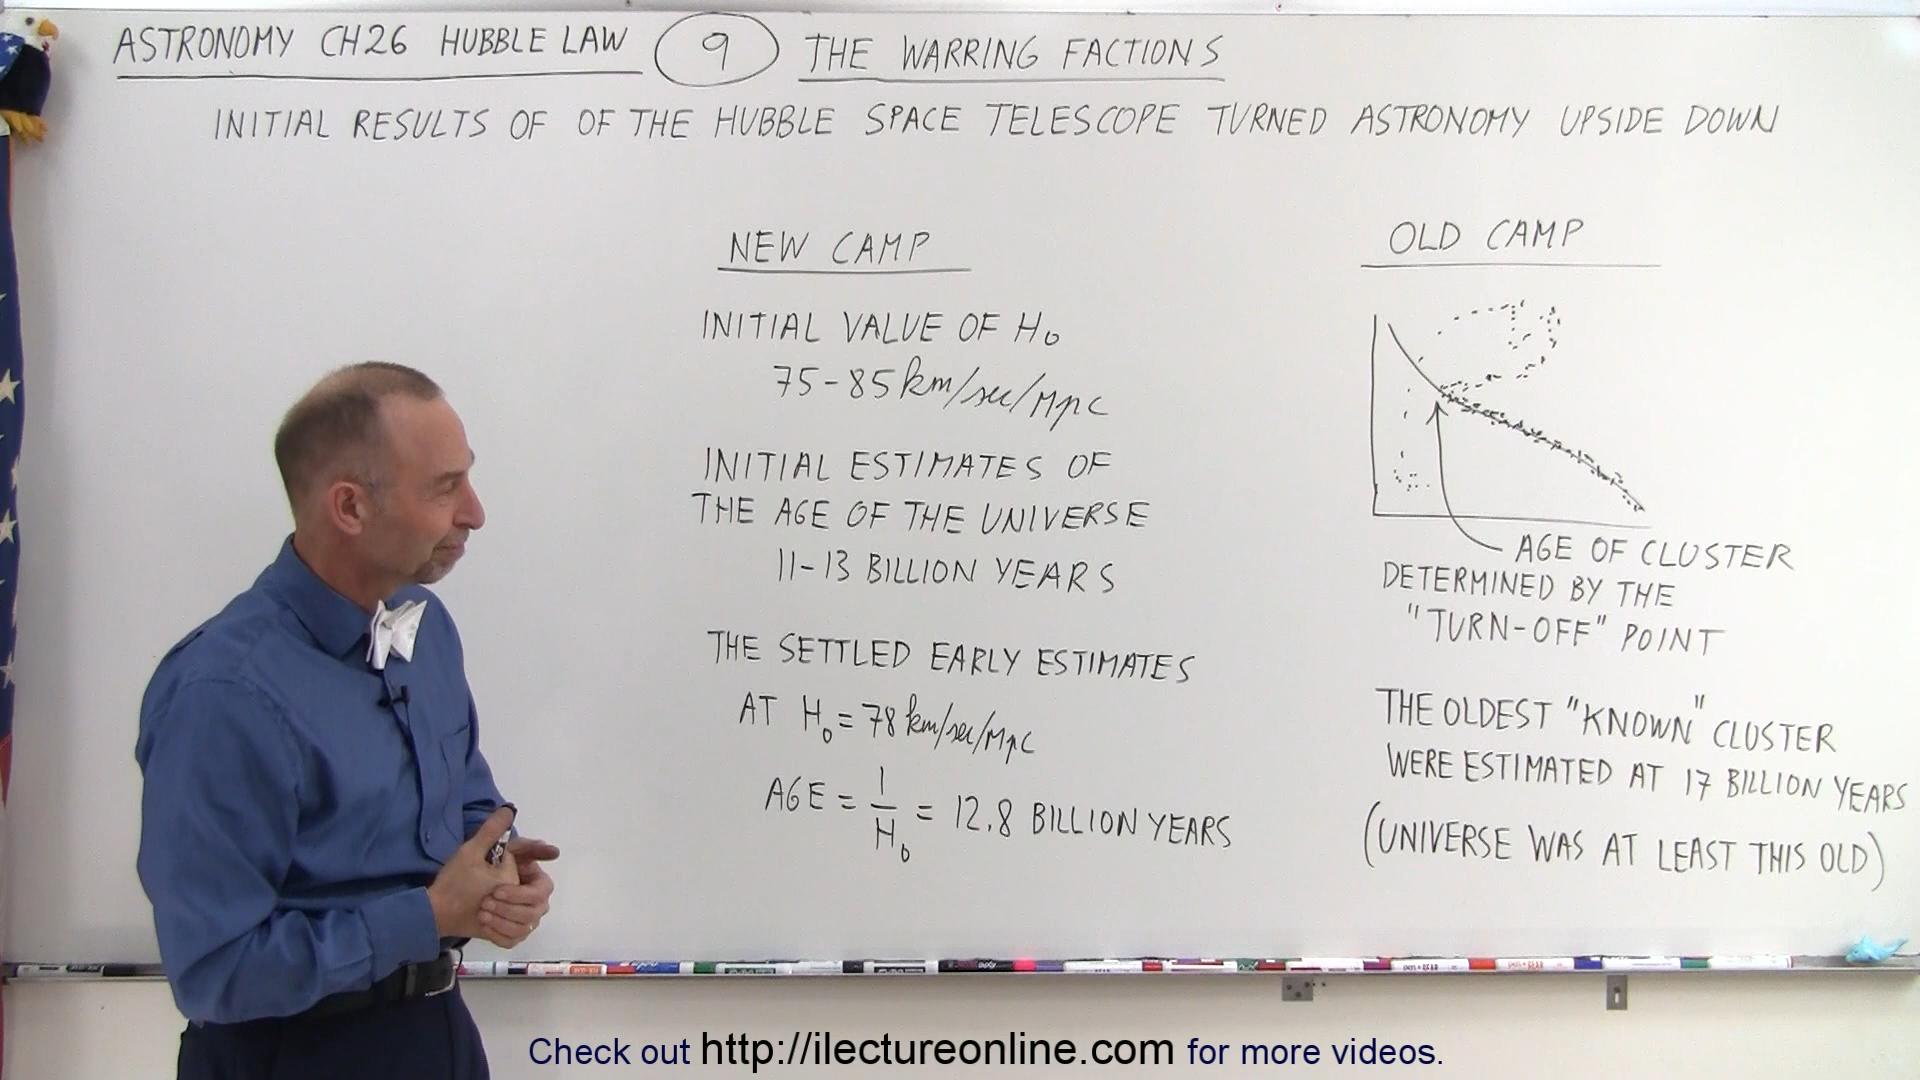 ASTRONOMY CH26 HUBBLE LAW 9 THE WARRING FACTIONS
INITIAL RESULTS OF OF THE HUBBLE SPACE TELESCOPE TURNED ASTRONOMY UPSIDE DOWN
NEW CAMP
INITIAL VALUE OF H₀
75-85 km/sec/Mpc
INITIAL ESTIMATES OF
THE AGE OF THE UNIVERSE
11-13 BILLION YEARS
THE SETTLED EARLY ESTIMATES
AT H₀ = 78 km/sec/Mpc
AGE = 1/H₀ = 12.8 BILLION YEARS
OLD CAMP
AGE OF CLUSTER
DETERMINED BY THE
"TURN-OFF" POINT
THE OLDEST "KNOWN" CLUSTER
WERE ESTIMATED AT 17 BILLION YEARS
(UNIVERSE WAS AT LEAST THIS OLD)
Check out http://ilectureonline.com for more videos.